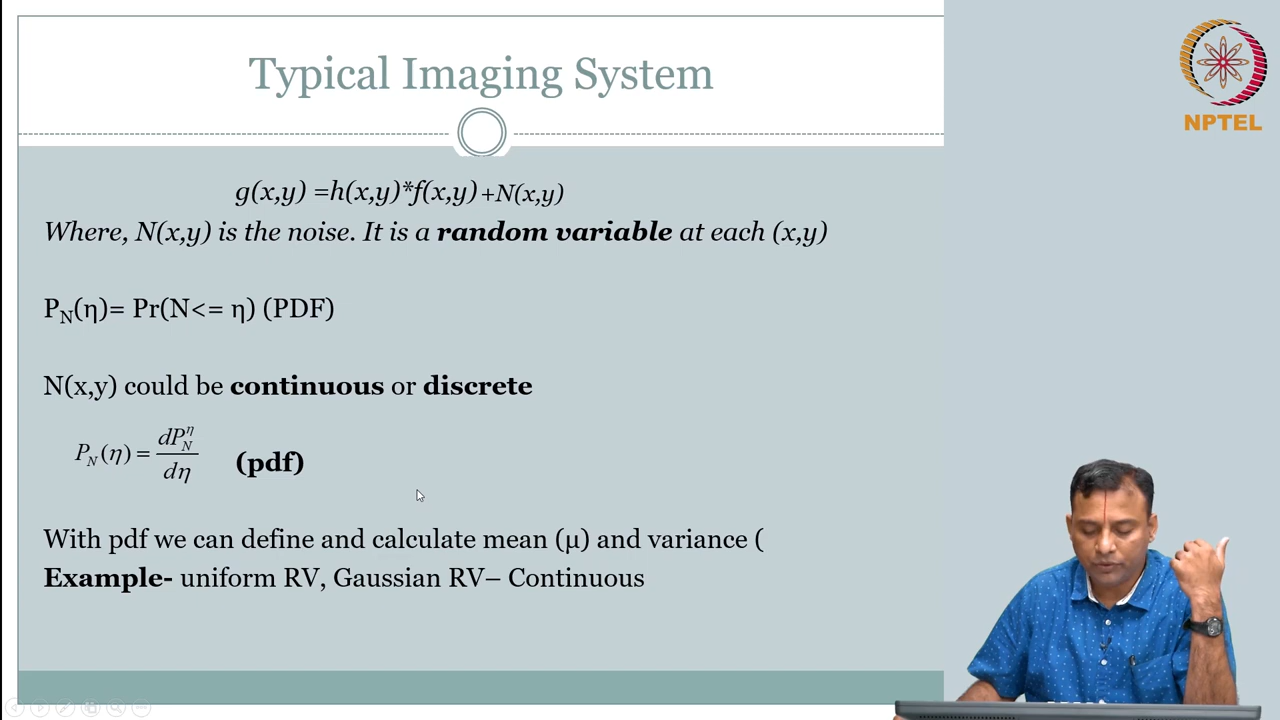 Typical Imaging System
NPTEL
g(x,y) =h(x,y)*f(x,y) +N(x,y)
Where, N(x,y) is the noise. It is a random variable at each (x,y)
P_N(η)= Pr(N<= η) (PDF)
N(x,y) could be continuous or discrete
P_N(η) = dP_N^η / dη (pdf)
With pdf we can define and calculate mean (μ) and variance (
Example- uniform RV, Gaussian RV– Continuous